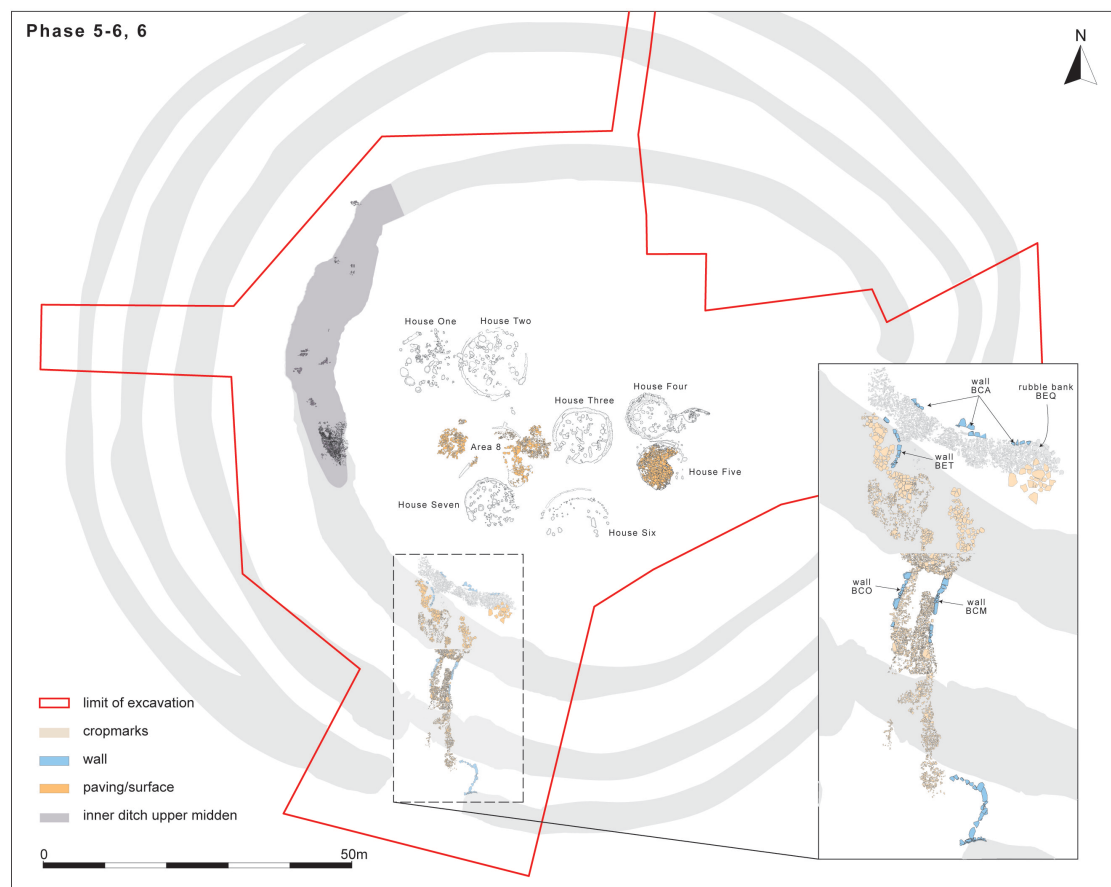 Phase 5-6, 6
N
House One
House Two
House Four
House Three
Area 8
House Five
House Seven
House Six
wall
BCA
rubble bank
BEQ
wall
BET
wall
BCO
wall
BCM
limit of excavation
cropmarks
wall
paving/surface
inner ditch upper midden
0
50m